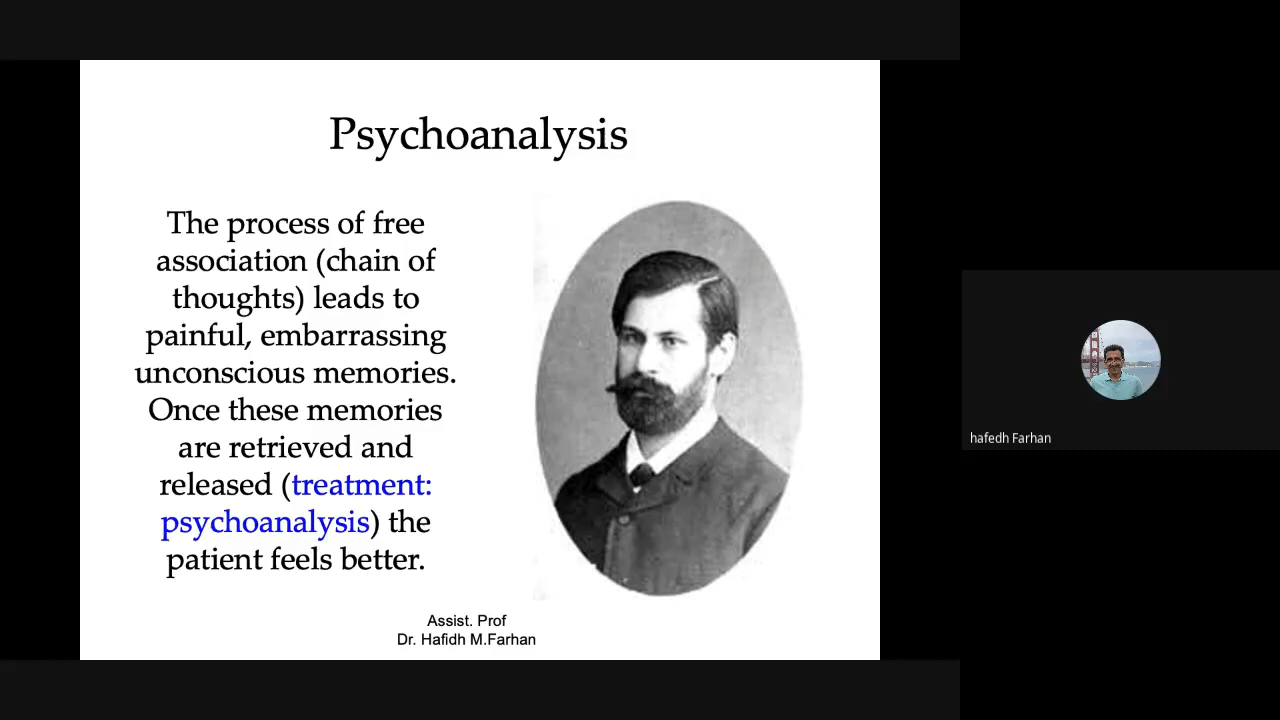 Psychoanalysis
The process of free
association (chain of
thoughts) leads to
painful, embarrassing
unconscious memories.
Once these memories
are retrieved and
released (treatment:
psychoanalysis) the
patient feels better.
Assist. Prof
Dr. Hafidh M.Farhan
hafedh Farhan